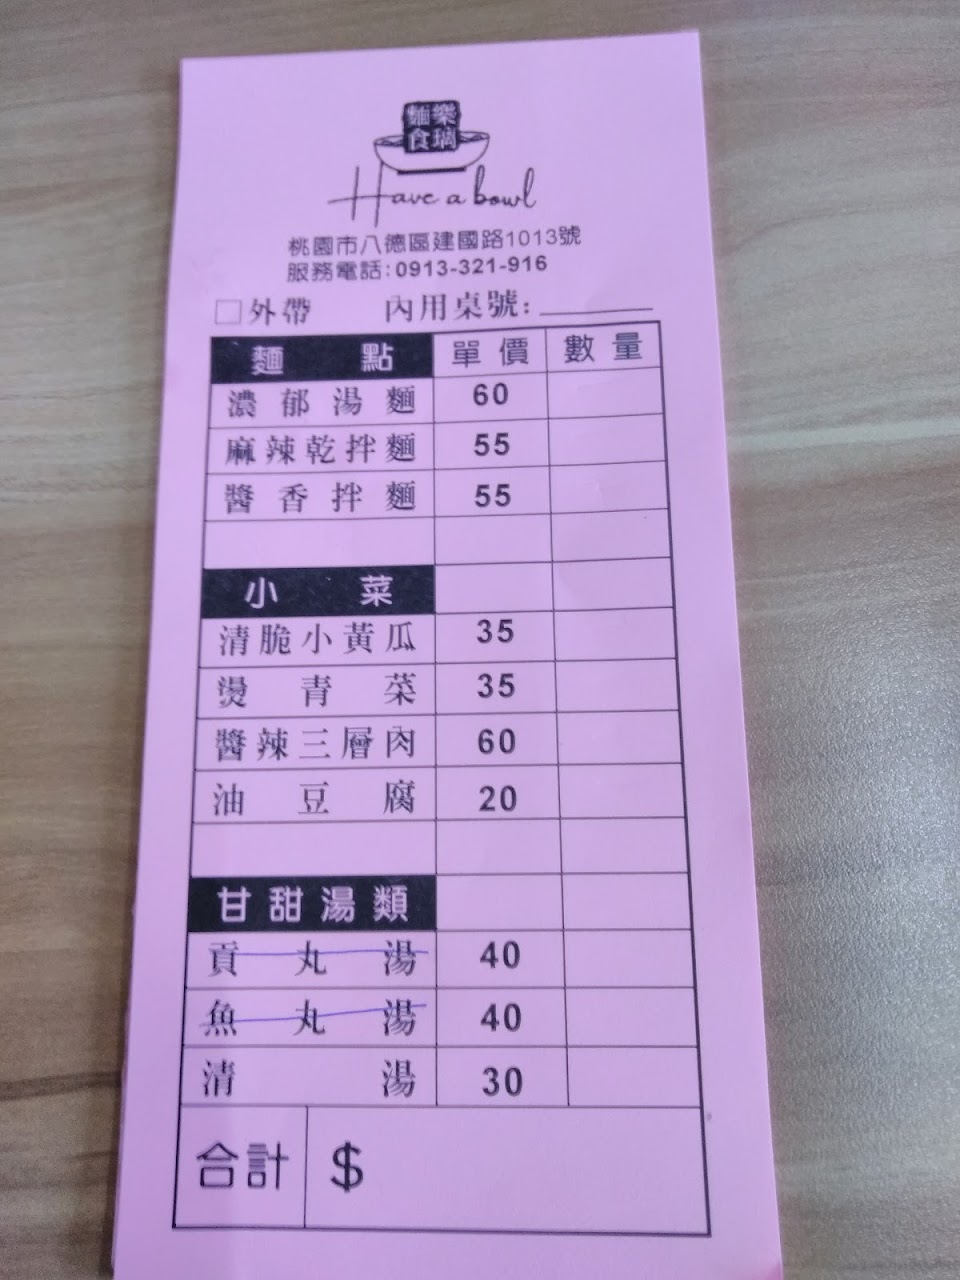 麵樂
食璃
Have a bowl
桃園市八德區建國路1013號
服務電話:0913-321-916
□外帶 內用桌號:
麵點 單價 數量
濃郁湯麵 60
麻辣乾拌麵 55
醬香拌麵 55
小菜
清脆小黃瓜 35
燙青菜 35
醬辣三層肉 60
油豆腐 20
甘甜湯類
貢丸湯 40
魚丸湯 40
清湯 30
合計 $